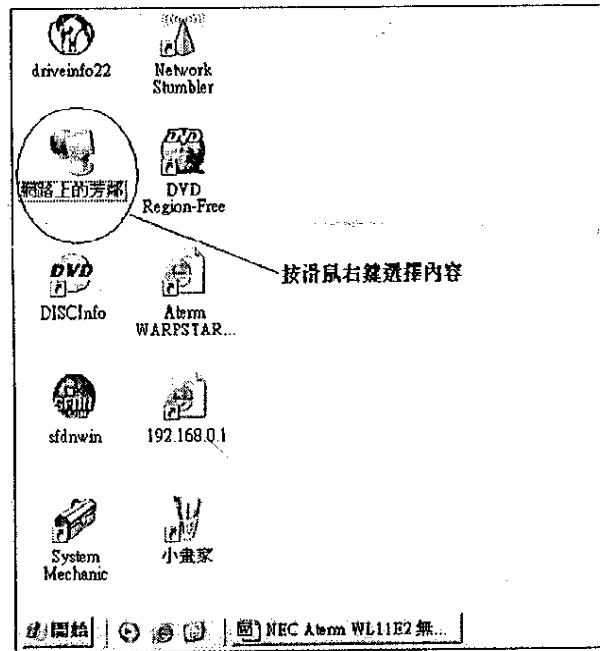 driveinfo22
Network
Stumbler
網路上的芳鄰
DVD
DVD
Region-Free
按滑鼠右鍵選擇內容
DVD
DISCInfo
Aterm
WARPSTAR...
sfdnwin
192.168.0.1
System
Mechanic
小畫家
開始
NEC Aterm WL11E2 無...